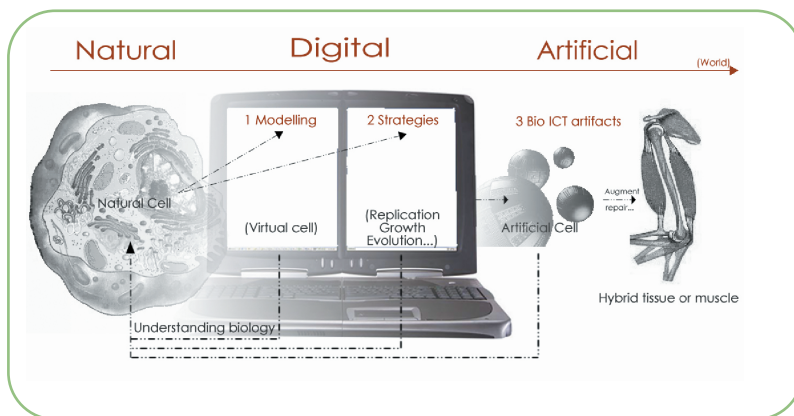 Natural
Digital
Artificial
(World)
1 Modelling
2 Strategies
3 Bio ICT artifacts
Natural Cell
(Virtual cell)
(Replication
Growth
Evolution...)
Artificial Cell
Augment
repair...
Hybrid tissue or muscle
Understanding biology